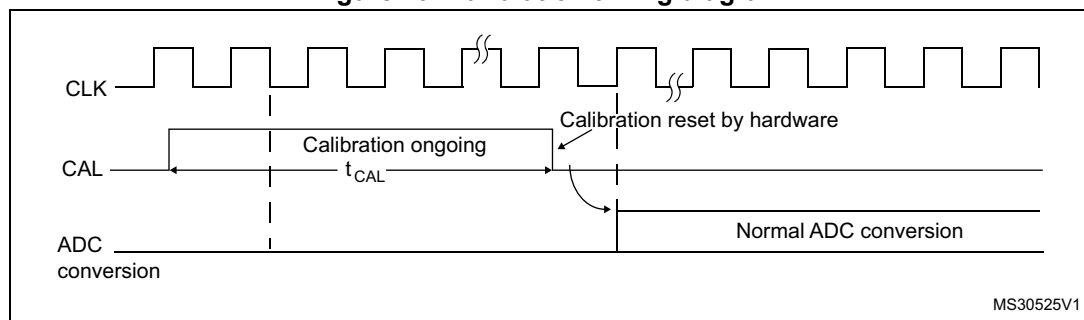 CLK
Calibration reset by hardware
Calibration ongoing
CAL
tCAL
Normal ADC conversion
ADC
conversion
MS30525V1